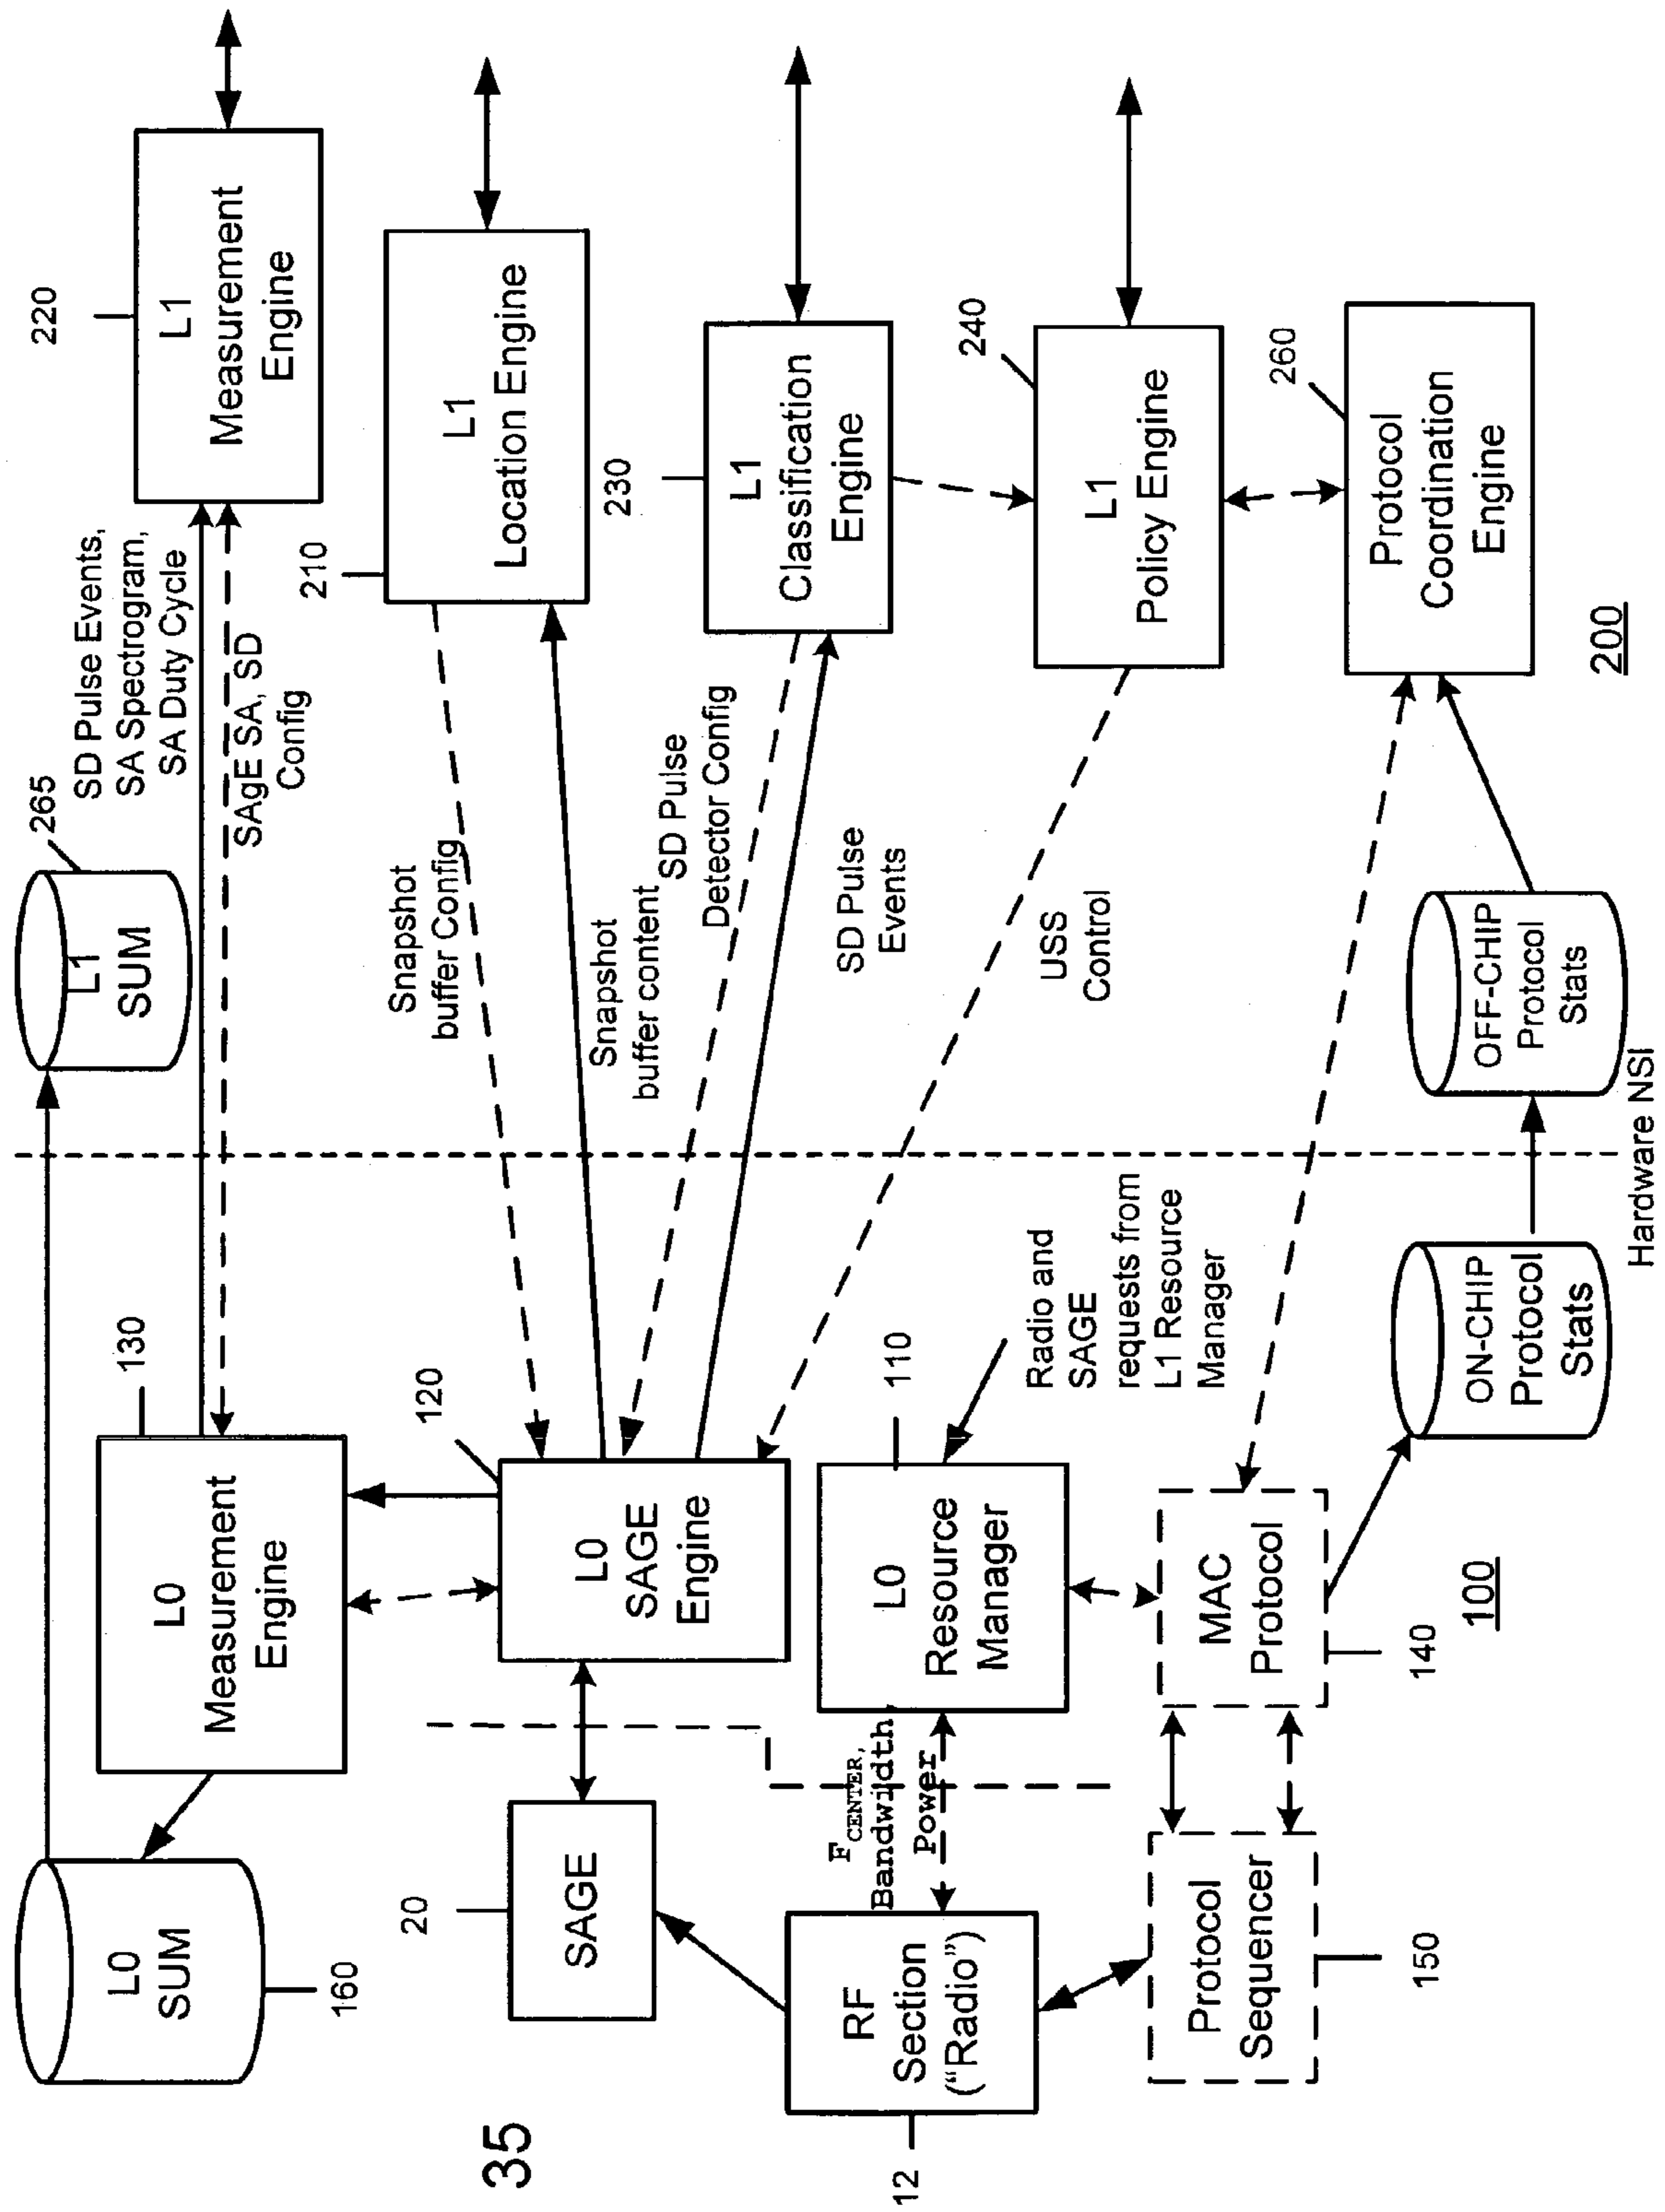 35
L0
SUM
160
L1
SUM
265
L0
Measurement
Engine
130
SD Pulse Events,
SA Spectrogram,
SA Duty Cycle
SAgE SA, SD
Config
L1
Measurement
Engine
220
SAGE
20
L0
SAGE
Engine
120
Snapshot
buffer Config
Snapshot
buffer content
L1
Location Engine
210
SD Pulse
Detector Config
SD Pulse
Events
L1
Classification
Engine
230
RF
Section
("Radio")
12
FCENTER,
Bandwidth
Power
L0
Resource
Manager
110
Radio and
SAGE
requests from
L1 Resource
Manager
USS
Control
L1
Policy Engine
240
Protocol
Sequencer
150
MAC
Protocol
140
100
ON-CHIP
Protocol
Stats
OFF-CHIP
Protocol
Stats
Hardware NSI
Protocol
Coordination
Engine
260
200